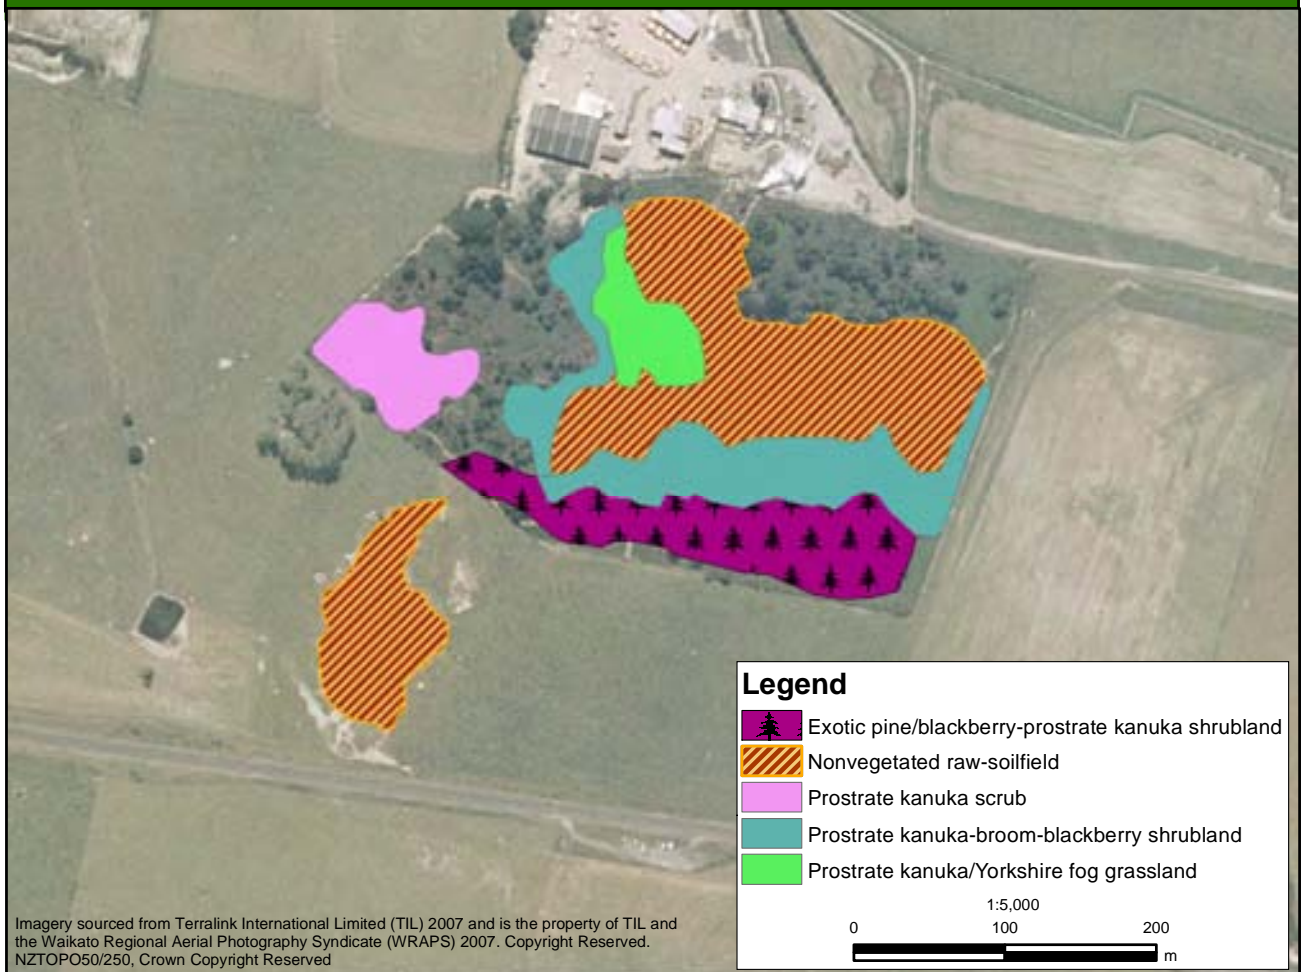 Legend
Exotic pine/blackberry-prostrate kanuka shrubland
Nonvegetated raw-soilfield
Prostrate kanuka scrub
Prostrate kanuka-broom-blackberry shrubland
Prostrate kanuka/Yorkshire fog grassland
1:5,000
0 100 200
m
Imagery sourced from Terralink International Limited (TIL) 2007 and is the property of TIL and
the Waikato Regional Aerial Photography Syndicate (WRAPS) 2007. Copyright Reserved.
NZTOPO50/250, Crown Copyright Reserved